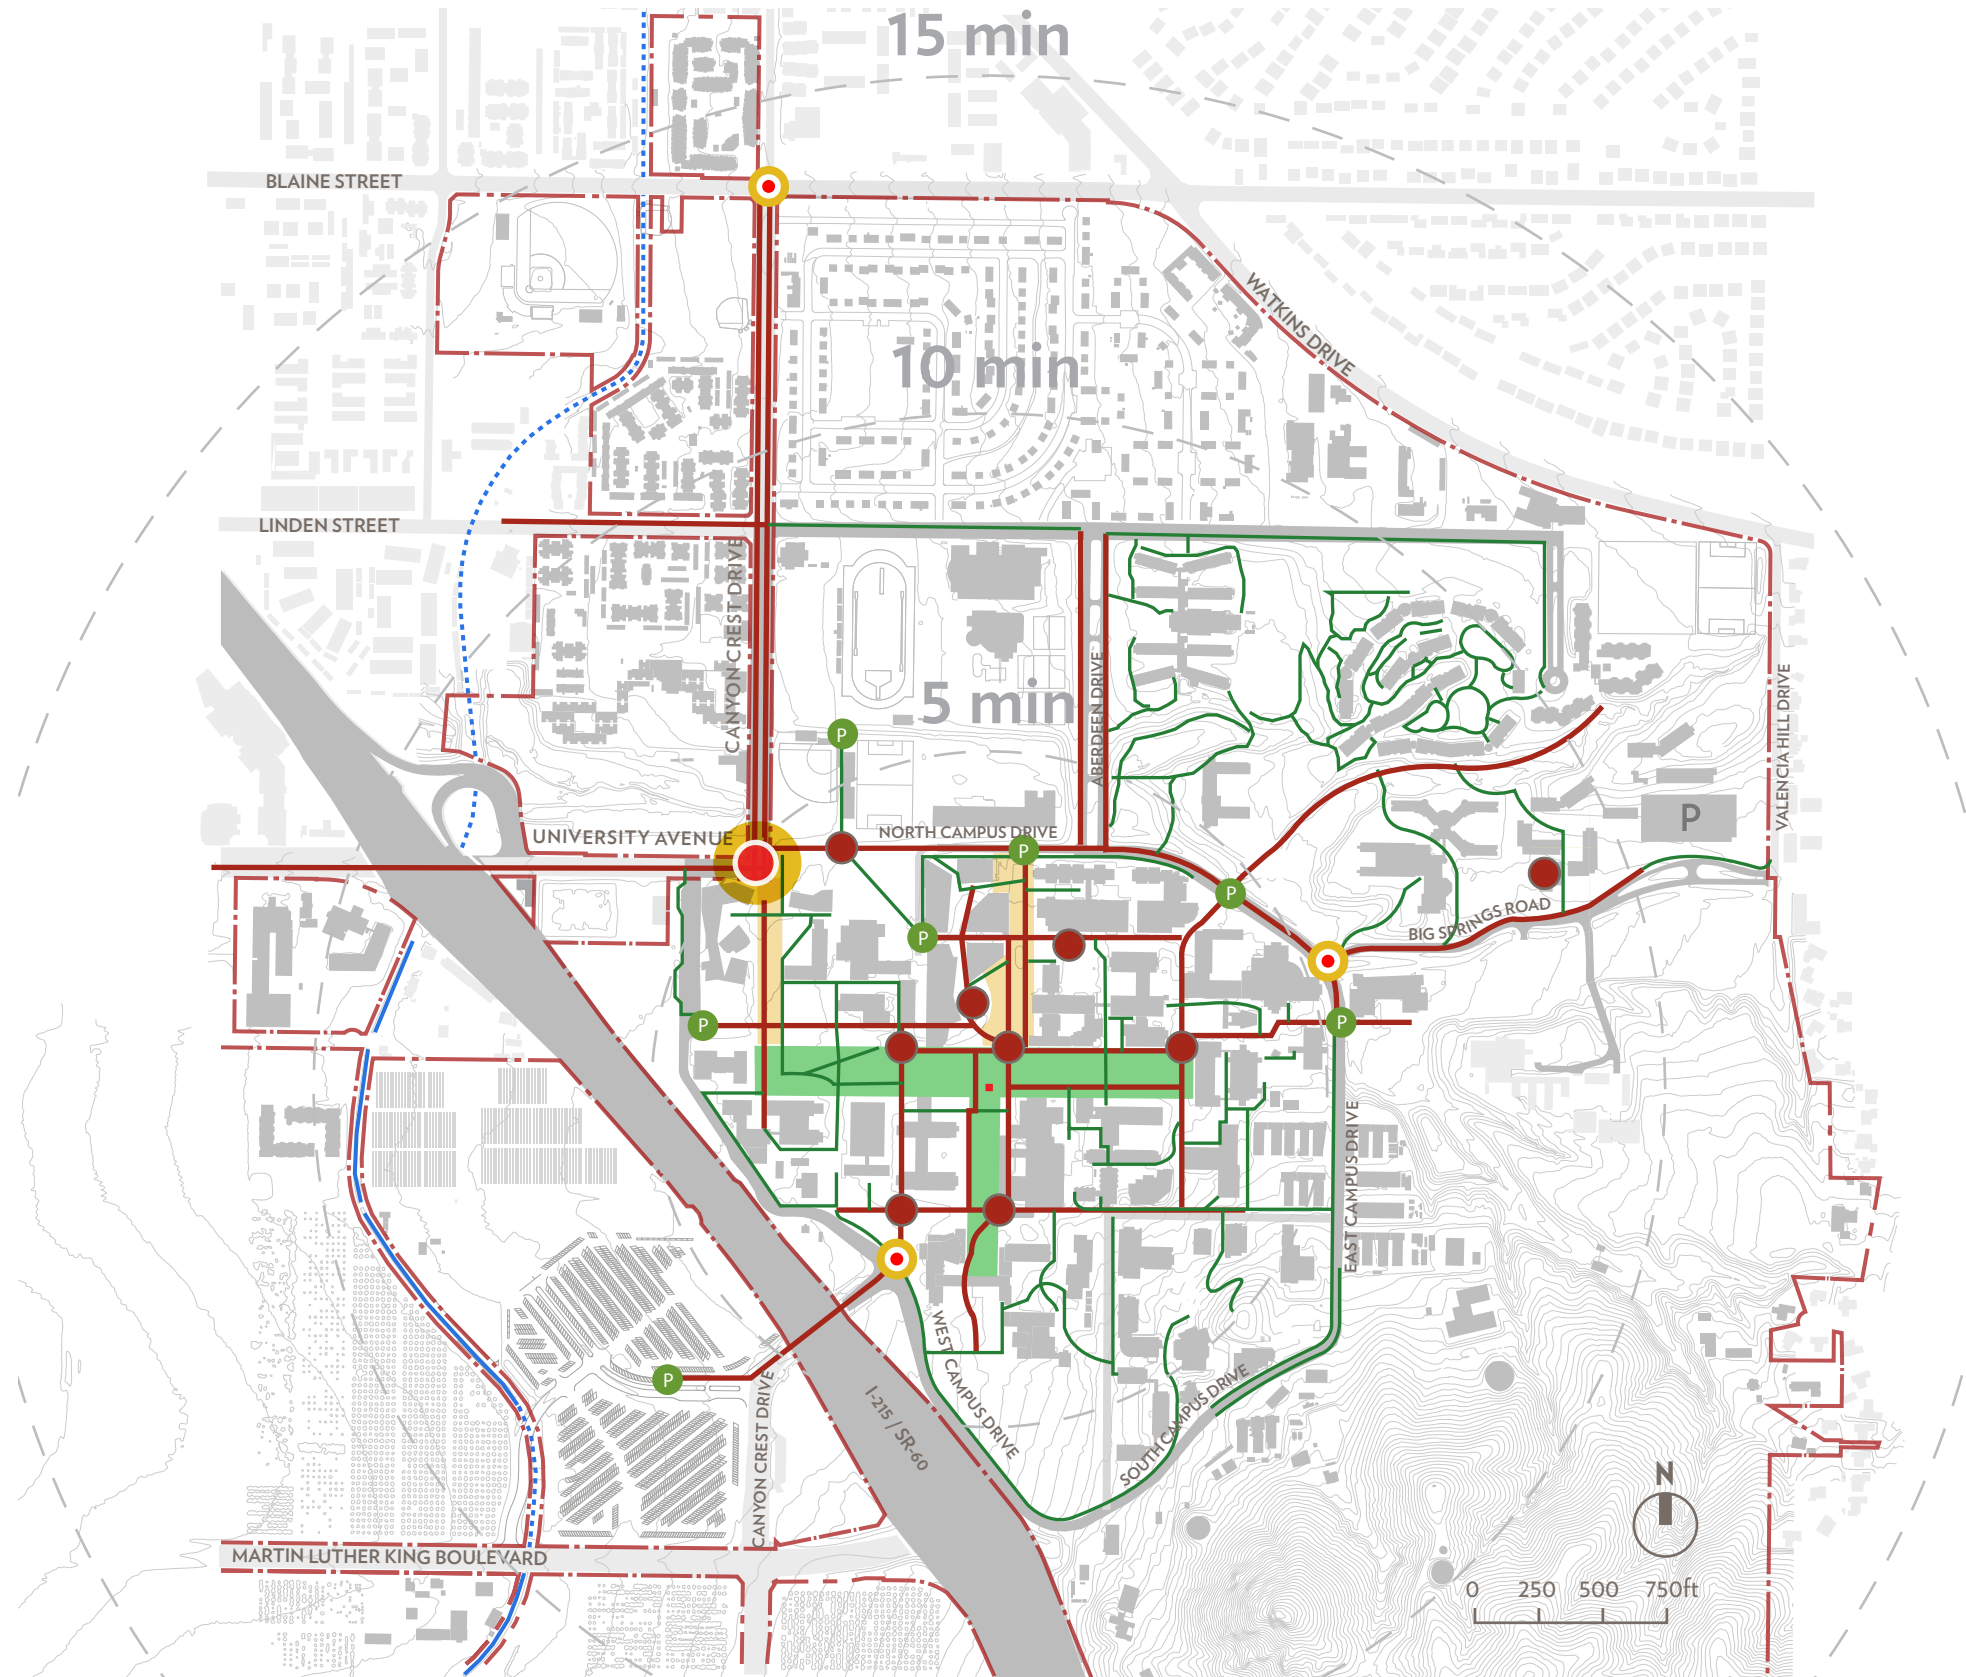 15 min
BLAINE STREET
WATKINS DRIVE
10 min
LINDEN STREET
CANYON CREST DRIVE
5 min
ABERDEEN DRIVE
VALENCIA HILL DRIVE
P
P
UNIVERSITY AVENUE
NORTH CAMPUS DRIVE
P
P
P
BIG SPRINGS ROAD
P
P
EAST CAMPUS DRIVE
WEST CAMPUS DRIVE
P
I-215 / SR-60
SOUTH CAMPUS DRIVE
CANYON CREST DRIVE
N
MARTIN LUTHER KING BOULEVARD
0 250 500 750ft
P